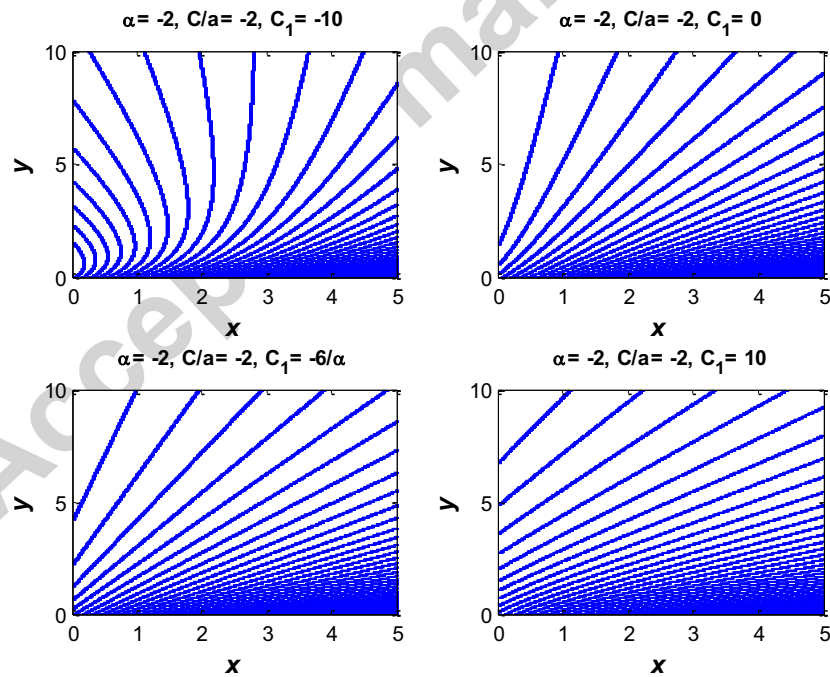 α= -2, C/a= -2, C1= -10
α= -2, C/a= -2, C1= 0
10
5
0
y
0 1 2 3 4 5
x
10
5
0
y
0 1 2 3 4 5
x
α= -2, C/a= -2, C1= -6/α
α= -2, C/a= -2, C1= 10
10
5
0
y
0 1 2 3 4 5
x
10
5
0
y
0 1 2 3 4 5
x
Accep
ma